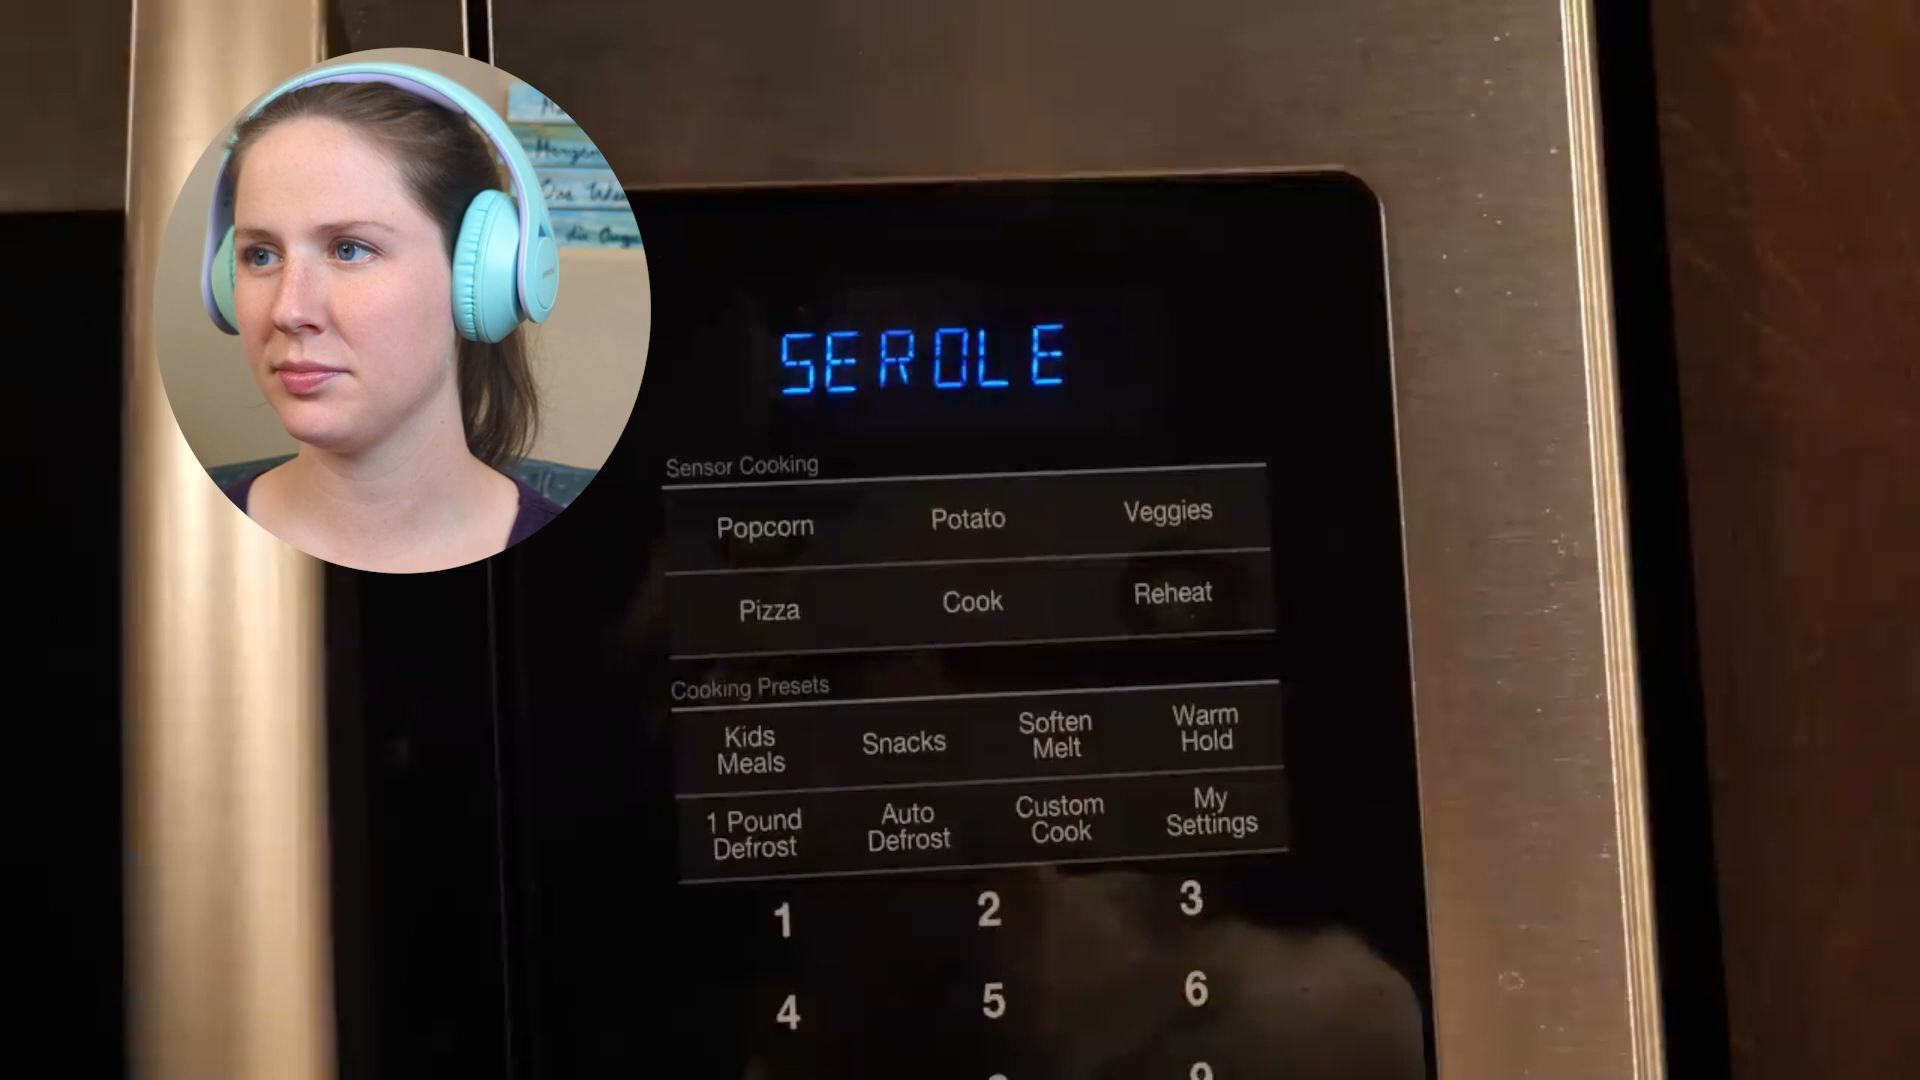 SEROLE
Sensor Cooking
Popcorn Potato Veggies
Pizza Cook Reheat
Cooking Presets
Kids Meals Snacks Soften Melt Warm Hold
1 Pound Defrost Auto Defrost Custom Cook My Settings
1 2 3
4 5 6